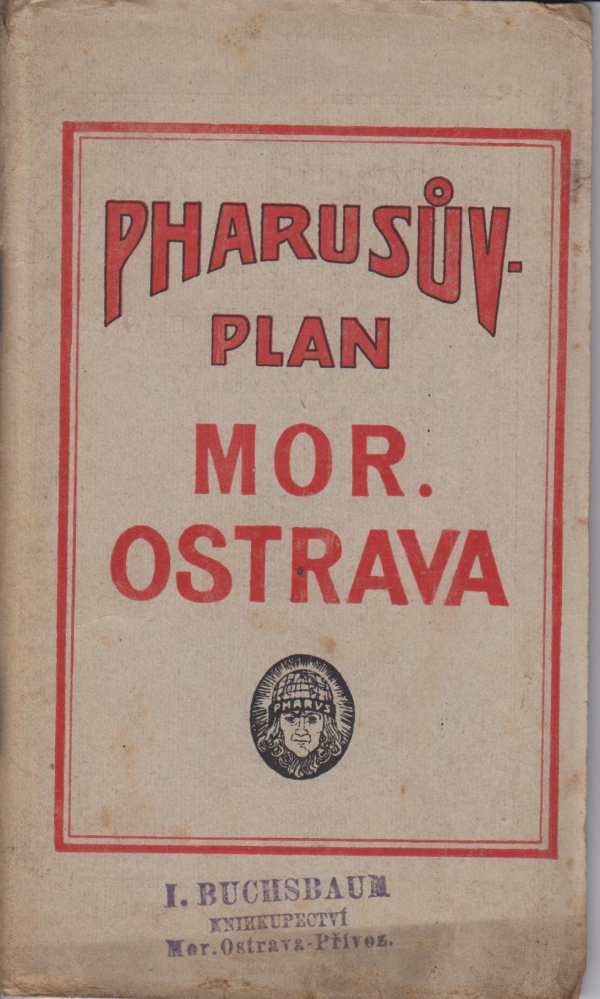 PHARUSŮV-
PLAN
MOR.
OSTRAVA
PHARUS
I. BUCHSBAUM
KNIHKUPECTVÍ
Mor.Ostrava-Přívoz.